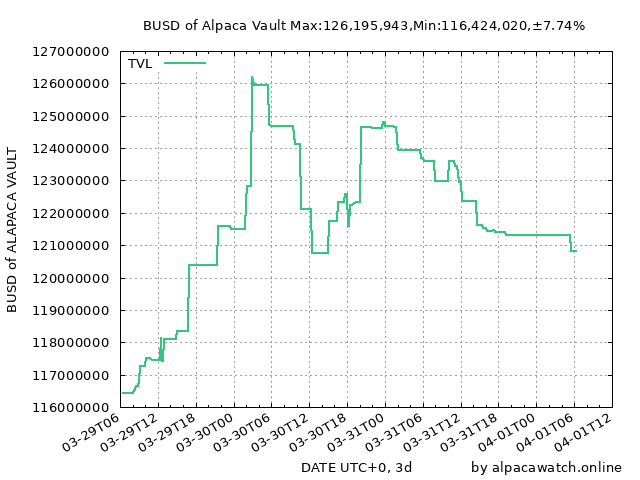 BUSD of Alpaca Vault Max:126,195,943,Min:116,424,020,±7.74%
TVL
127000000
126000000
125000000
124000000
123000000
122000000
121000000
120000000
119000000
118000000
117000000
116000000
BUSD of ALAPACA VAULT
03-29T06
03-29T12
03-29T18
03-30T00
03-30T06
03-30T12
03-30T18
03-31T00
03-31T06
03-31T12
03-31T18
04-01T00
04-01T06
04-01T12
DATE UTC+0, 3d
by alpacawatch.online